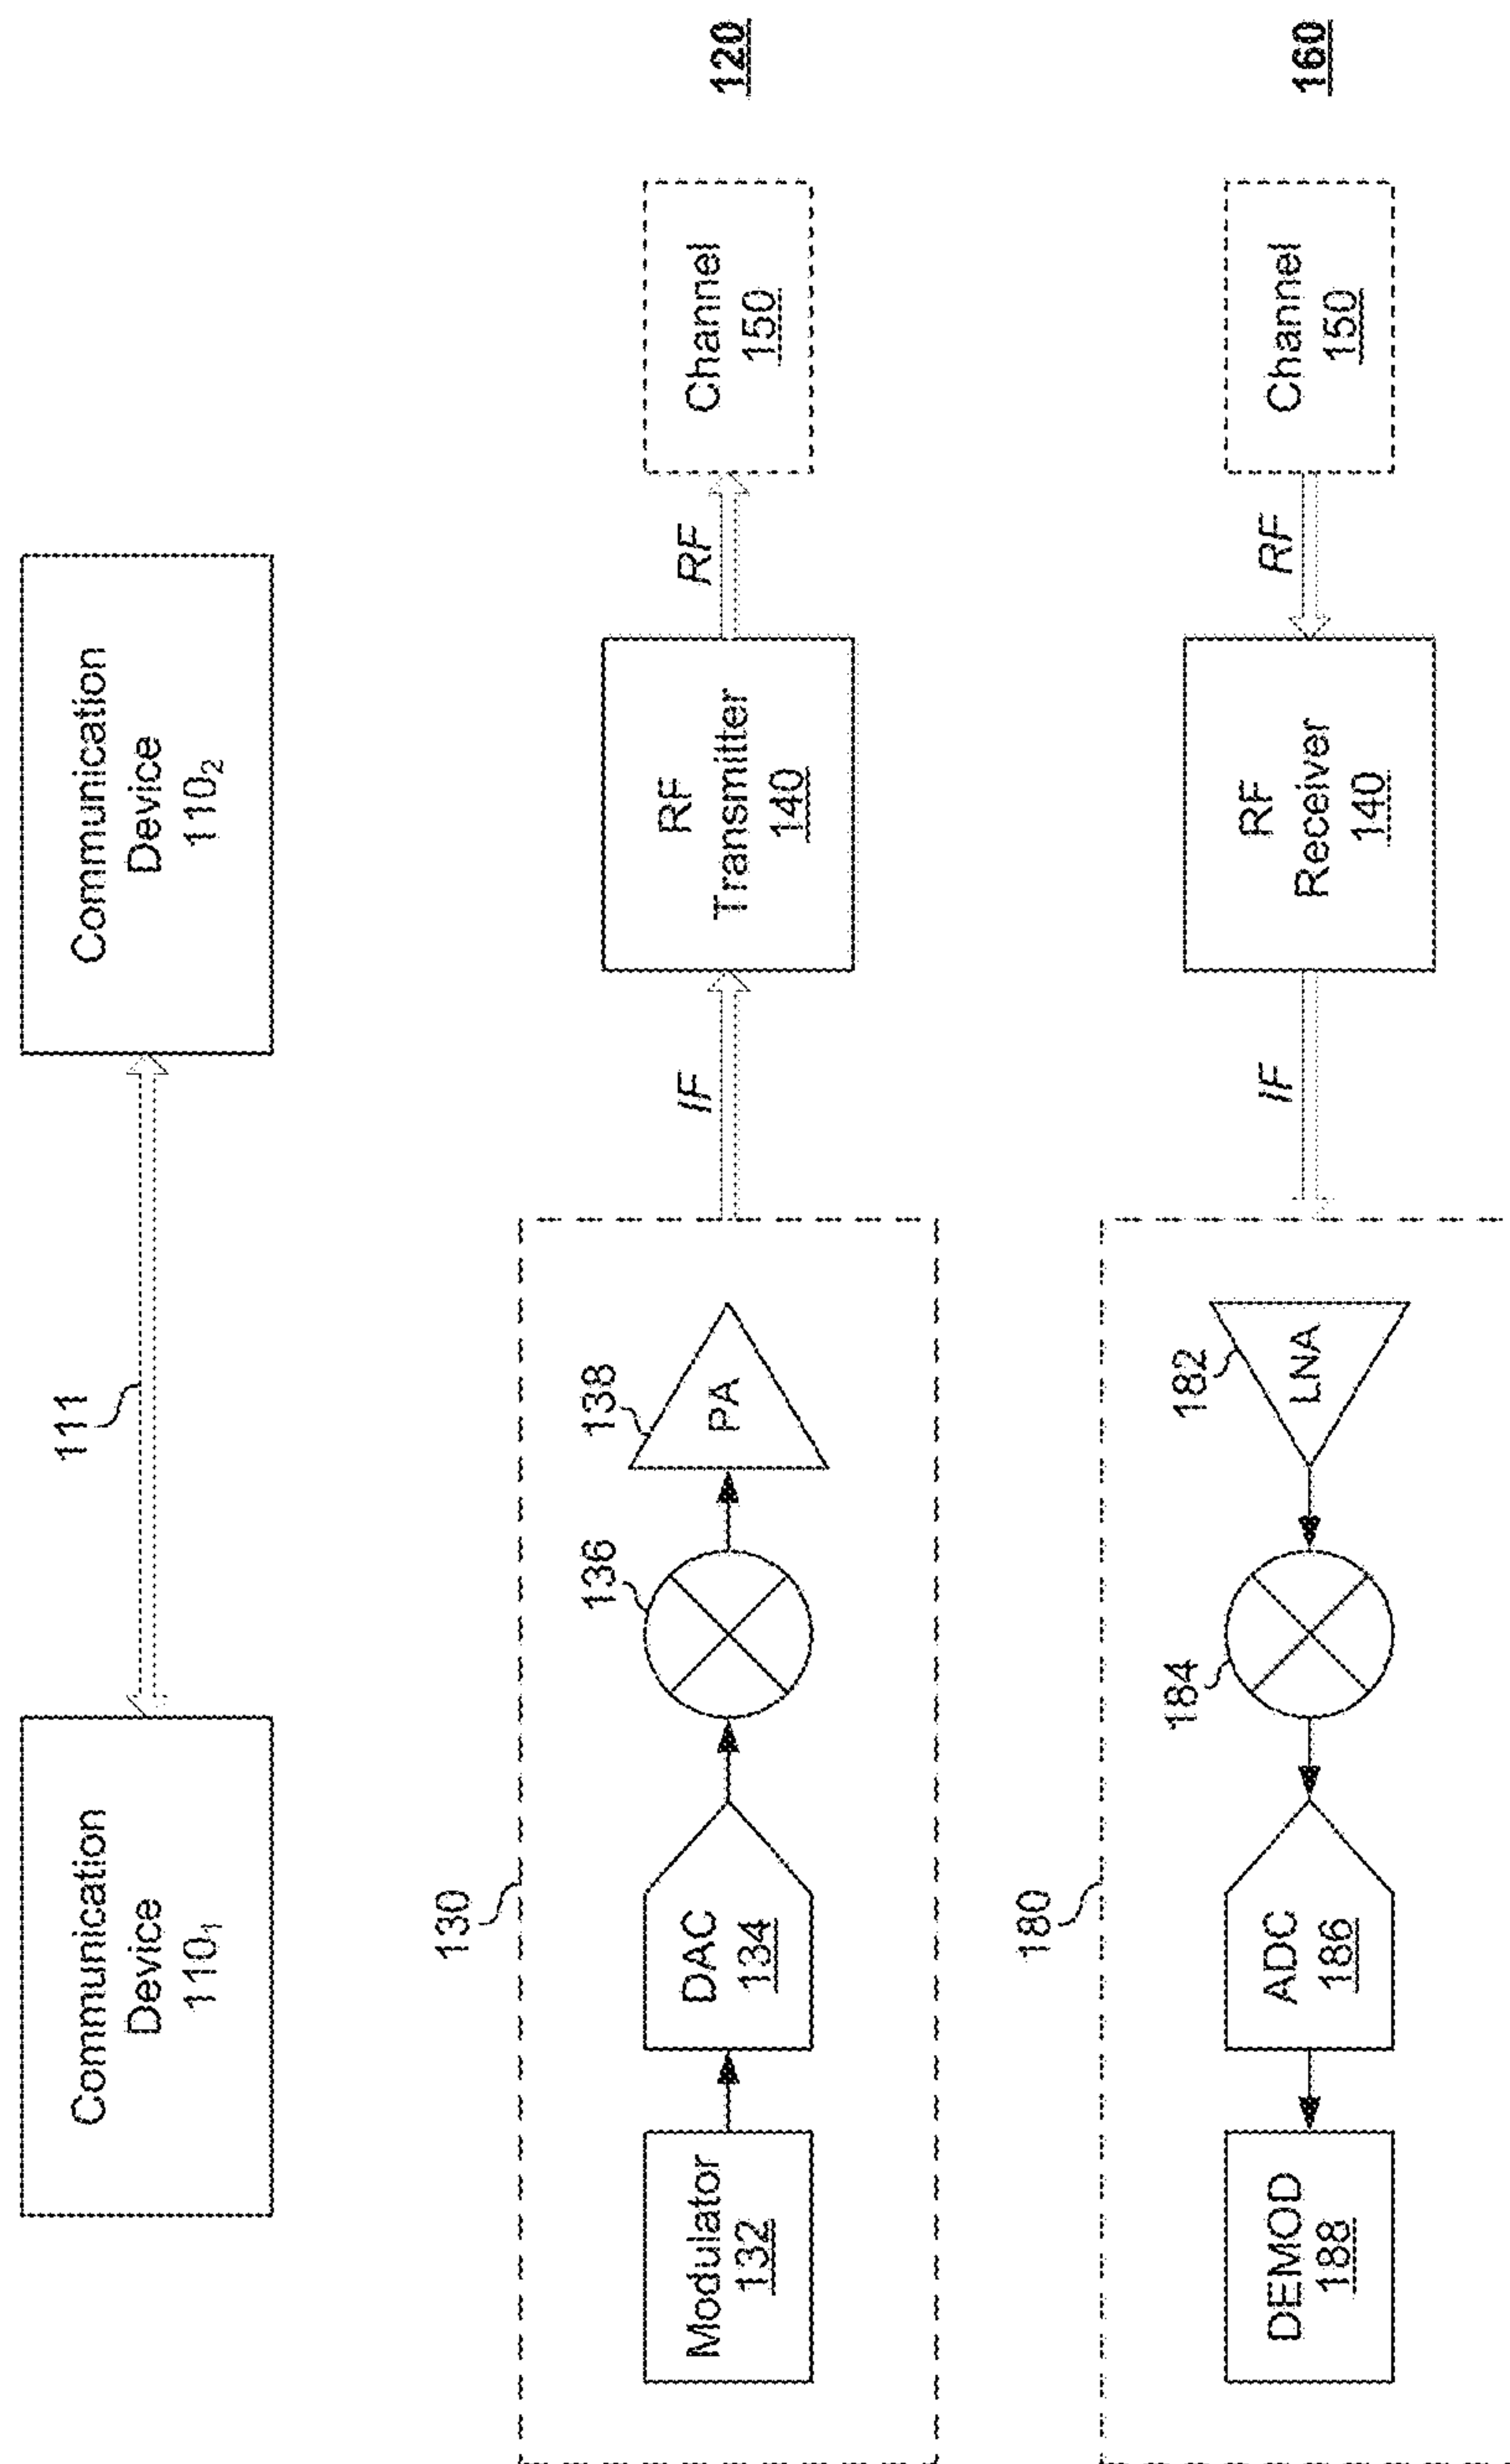 Communication
Device
110₁
111
Communication
Device
110₂
130
Modulator
132
DAC
134
136
138
PA
IF
RF
Transmitter
140
RF
Channel
150
120
180
DEMOD
188
ADC
186
184
182
LNA
IF
RF
Receiver
140
RF
Channel
150
160